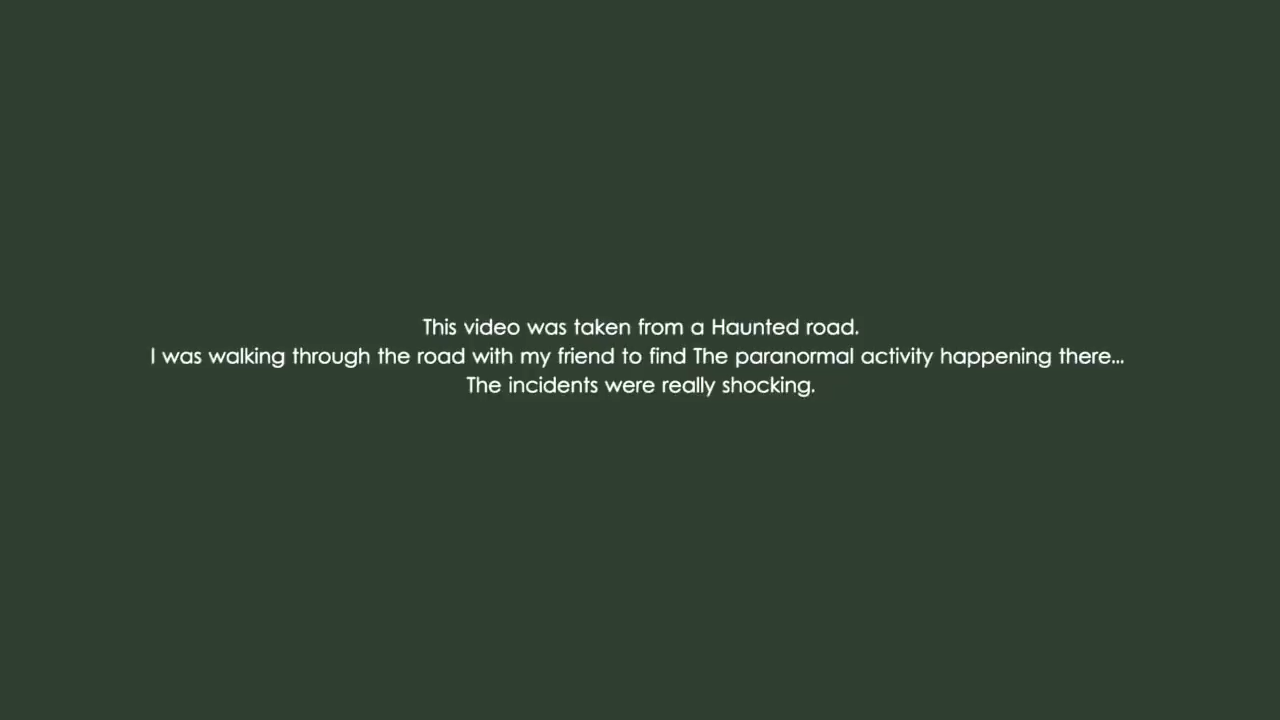 This video was taken from a Haunted road.
I was walking through the road with my friend to find The paranormal activity happening there...
The incidents were really shocking.